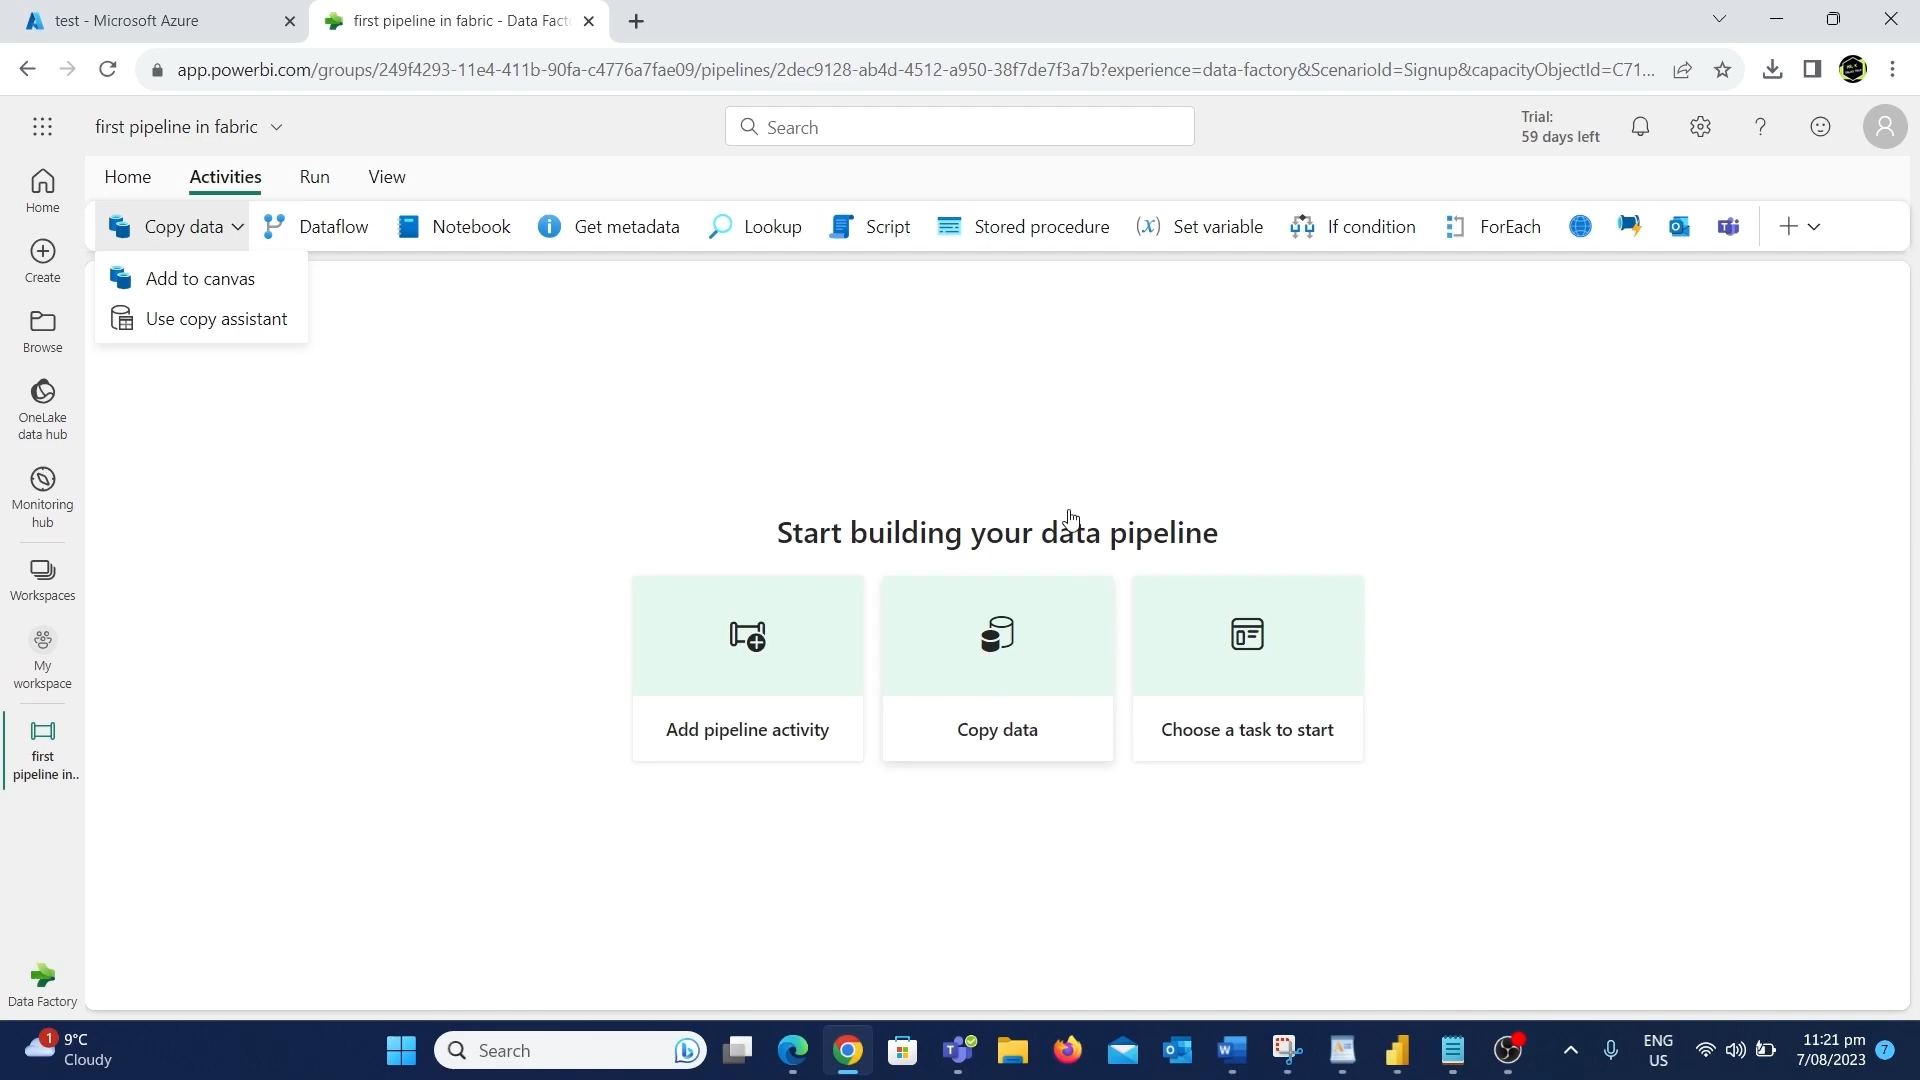 test - Microsoft Azure
first pipeline in fabric - Data Fact
app.powerbi.com/groups/249f4293-11e4-411b-90fa-c4776a7fae09/pipelines/2dec9128-ab4d-4512-a950-38f7de7f3a7b?experience=data-factory&ScenarioId=Signup&capacityObjectId=C71...
first pipeline in fabric
Search
Trial:
59 days left
Home
Activities
Run
View
Copy data
Dataflow
Notebook
Get metadata
Lookup
Script
Stored procedure
(x) Set variable
If condition
ForEach
Add to canvas
Use copy assistant
Home
Create
Browse
OneLake
data hub
Monitoring
hub
Workspaces
My
workspace
first
pipeline in..
Data Factory
Start building your data pipeline
Add pipeline activity
Copy data
Choose a task to start
1
9°C
Cloudy
Search
ENG
US
11:21 pm
7/08/2023
7